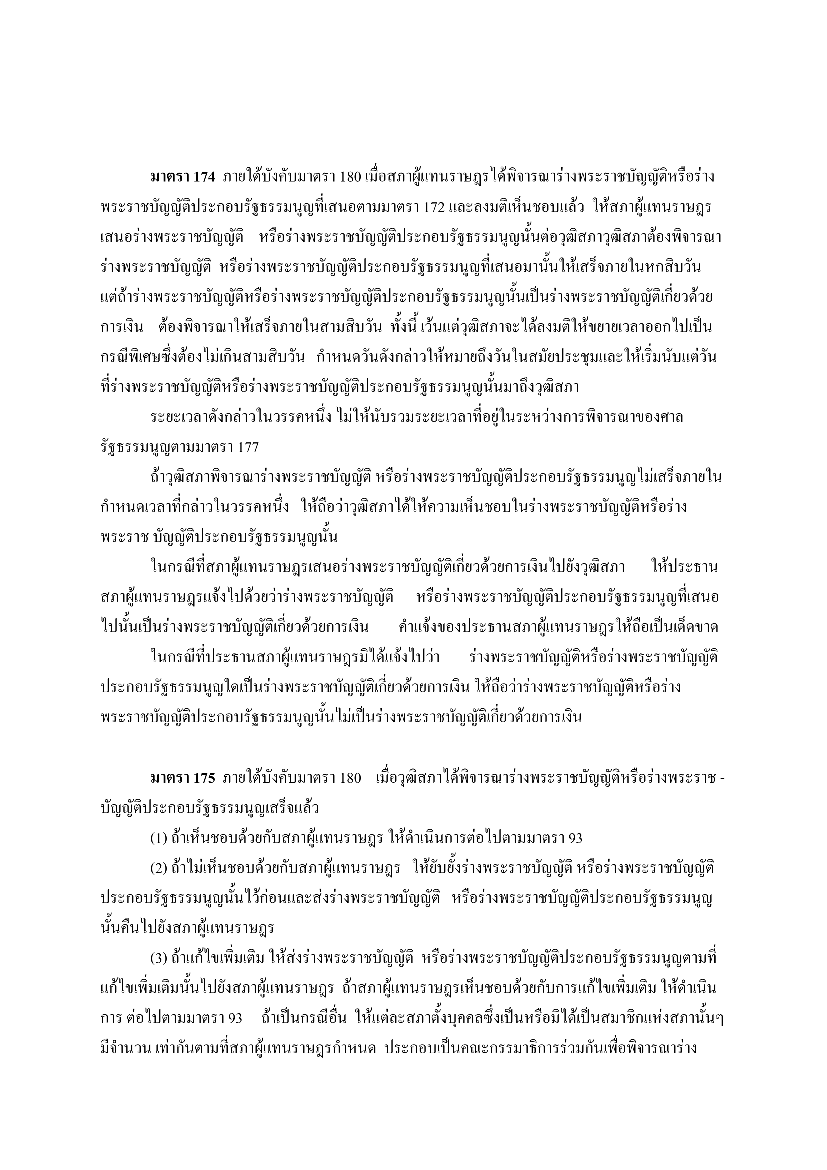 มาตรา 174 ภายใต้บังคับมาตรา 180 เมื่อสภาผู้แทนราษฎรได้พิจารณาร่างพระราชบัญญัติหรือร่าง
พระราชบัญญัติประกอบรัฐธรรมนูญที่เสนอตามมาตรา 172 และลงมติเห็นชอบแล้ว ให้สภาผู้แทนราษฎร
เสนอร่างพระราชบัญญัติ หรือร่างพระราชบัญญัติประกอบรัฐธรรมนูญนั้นต่อวุฒิสภาวุฒิสภาต้องพิจารณา
ร่างพระราชบัญญัติ หรือร่างพระราชบัญญัติประกอบรัฐธรรมนูญที่เสนอมานั้นให้เสร็จภายในหกสิบวัน
แต่ถ้าร่างพระราชบัญญัติหรือร่างพระราชบัญญัติประกอบรัฐธรรมนูญนั้นเป็นร่างพระราชบัญญัติเกี่ยวด้วย
การเงิน ต้องพิจารณาให้เสร็จภายในสามสิบวัน ทั้งนี้ เว้นแต่วุฒิสภาจะได้ลงมติให้ขยายเวลาออกไปเป็น
กรณีพิเศษซึ่งต้องไม่เกินสามสิบวัน กำหนดวันดังกล่าวให้หมายถึงวันในสมัยประชุมและให้เริ่มนับแต่วัน
ที่ร่างพระราชบัญญัติหรือร่างพระราชบัญญัติประกอบรัฐธรรมนูญนั้นมาถึงวุฒิสภา
ระยะเวลาดังกล่าวในวรรคหนึ่ง ไม่ให้นับรวมระยะเวลาที่อยู่ในระหว่างการพิจารณาของศาล
รัฐธรรมนูญตามมาตรา 177
ถ้าวุฒิสภาพิจารณาร่างพระราชบัญญัติ หรือร่างพระราชบัญญัติประกอบรัฐธรรมนูญไม่เสร็จภายใน
กำหนดเวลาที่กล่าวในวรรคหนึ่ง ให้ถือว่าวุฒิสภาได้ให้ความเห็นชอบในร่างพระราชบัญญัติหรือร่าง
พระราช บัญญัติประกอบรัฐธรรมนูญนั้น
ในกรณีที่สภาผู้แทนราษฎรเสนอร่างพระราชบัญญัติเกี่ยวด้วยการเงินไปยังวุฒิสภา ให้ประธาน
สภาผู้แทนราษฎรแจ้งไปด้วยว่าร่างพระราชบัญญัติ หรือร่างพระราชบัญญัติประกอบรัฐธรรมนูญที่เสนอ
ไปนั้นเป็นร่างพระราชบัญญัติเกี่ยวด้วยการเงิน คำแจ้งของประธานสภาผู้แทนราษฎรให้ถือเป็นเด็ดขาด
ในกรณีที่ประธานสภาผู้แทนราษฎรมิได้แจ้งไปว่า ร่างพระราชบัญญัติหรือร่างพระราชบัญญัติ
ประกอบรัฐธรรมนูญใดเป็นร่างพระราชบัญญัติเกี่ยวด้วยการเงิน ให้ถือว่าร่างพระราชบัญญัติหรือร่าง
พระราชบัญญัติประกอบรัฐธรรมนูญนั้นไม่เป็นร่างพระราชบัญญัติเกี่ยวด้วยการเงิน
มาตรา 175 ภายใต้บังคับมาตรา 180 เมื่อวุฒิสภาได้พิจารณาร่างพระราชบัญญัติหรือร่างพระราช -
บัญญัติประกอบรัฐธรรมนูญเสร็จแล้ว
(1) ถ้าเห็นชอบด้วยกับสภาผู้แทนราษฎร ให้ดำเนินการต่อไปตามมาตรา 93
(2) ถ้าไม่เห็นชอบด้วยกับสภาผู้แทนราษฎร ให้ยับยั้งร่างพระราชบัญญัติ หรือร่างพระราชบัญญัติ
ประกอบรัฐธรรมนูญนั้นไว้ก่อนและส่งร่างพระราชบัญญัติ หรือร่างพระราชบัญญัติประกอบรัฐธรรมนูญ
นั้นคืนไปยังสภาผู้แทนราษฎร
(3) ถ้าแก้ไขเพิ่มเติม ให้ส่งร่างพระราชบัญญัติ หรือร่างพระราชบัญญัติประกอบรัฐธรรมนูญตามที่
แก้ไขเพิ่มเติมนั้นไปยังสภาผู้แทนราษฎร ถ้าสภาผู้แทนราษฎรเห็นชอบด้วยกับการแก้ไขเพิ่มเติม ให้ดำเนิน
การ ต่อไปตามมาตรา 93 ถ้าเป็นกรณีอื่น ให้แต่ละสภาตั้งบุคคลซึ่งเป็นหรือมิได้เป็นสมาชิกแห่งสภานั้นๆ
มีจำนวน เท่ากันตามที่สภาผู้แทนราษฎรกำหนด ประกอบเป็นคณะกรรมาธิการร่วมกันเพื่อพิจารณาร่าง